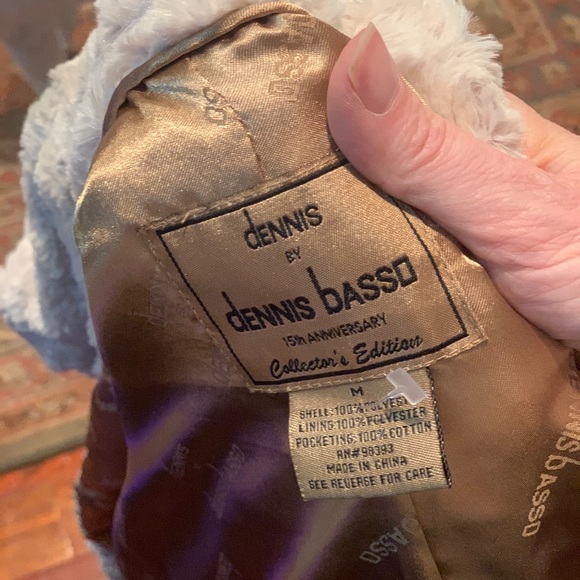 dENNIS
BY
dENNIS bASSO
15th ANNIVERSARY
Collector's Edition
M
SHELL:100%POLYESTER
LINING:100%POLYESTER
POCKETING:100%COTTON
RN#98393
MADE IN CHINA
SEE REVERSE FOR CARE
dENNIS bASSO